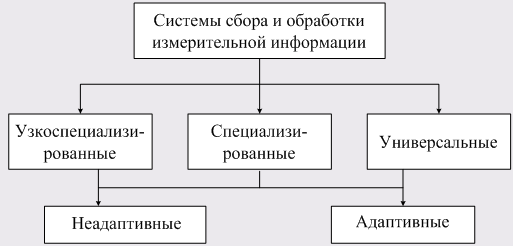 Системы сбора и обработки
измерительной информации
Узкоспециализи-
рованные
Специализи-
рованные
Универсальные
Неадаптивные
Адаптивные